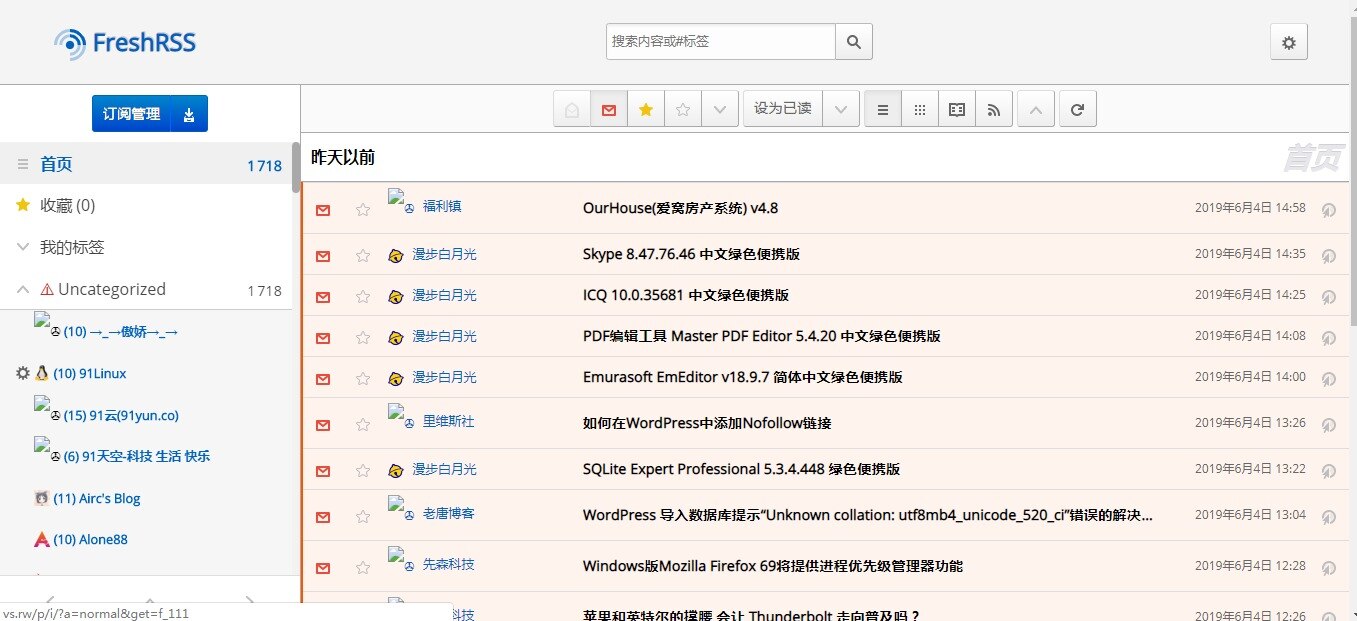 FreshRSS
搜索内容或#标签
订阅管理
设为已读
首页 1 718
收藏 (0)
我的标签
Uncategorized 1 718
(10) →_→傲娇→_→
(10) 91Linux
(15) 91云(91yun.co)
(6) 91天空-科技 生活 快乐
(11) Airc's Blog
(10) Alone88
昨天以前 首页
福利镇 OurHouse(爱窝房产系统) v4.8 2019年6月4日 14:58
漫步白月光 Skype 8.47.76.46 中文绿色便携版 2019年6月4日 14:35
漫步白月光 ICQ 10.0.35681 中文绿色便携版 2019年6月4日 14:25
漫步白月光 PDF编辑工具 Master PDF Editor 5.4.20 中文绿色便携版 2019年6月4日 14:08
漫步白月光 Emurasoft EmEditor v18.9.7 简体中文绿色便携版 2019年6月4日 14:00
里维斯社 如何在WordPress中添加Nofollow链接 2019年6月4日 13:26
漫步白月光 SQLite Expert Professional 5.3.4.448 绿色便携版 2019年6月4日 13:22
老唐博客 WordPress 导入数据库提示“Unknown collation: utf8mb4_unicode_520_ci”错误的解决... 2019年6月4日 13:04
先森科技 Windows版Mozilla Firefox 69将提供进程优先级管理器功能 2019年6月4日 12:28
科技 苹果和英特尔的撑腰 会让 Thunderbolt 走向普及吗？ 2019年6月4日 12:26
vs.rw/p/i/?a=normal&get=f_111